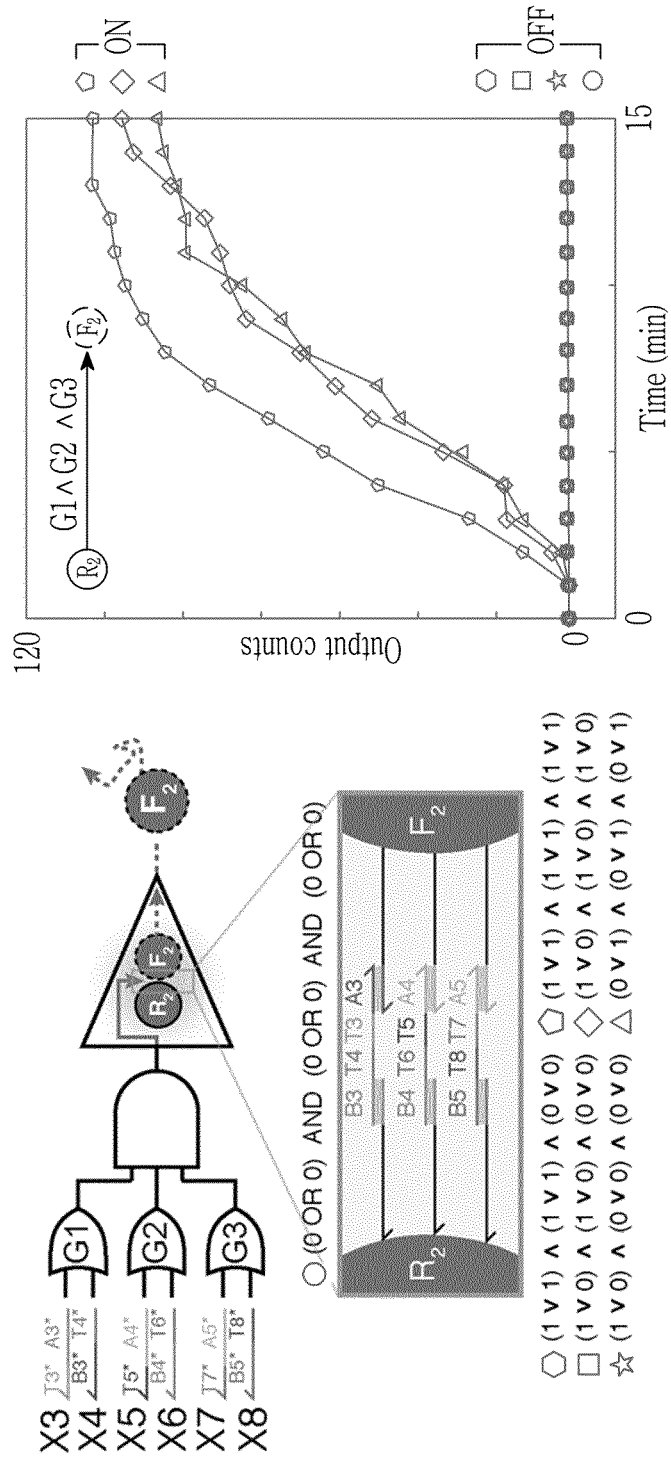 X3 T3* A3*
X4 B3* T4*
G1
X5 T5* A4*
X6 B4* T6*
G2
X7 T7* A5*
X8 B5* T8*
G3
R2 F2
F2
(0 OR 0) AND (0 OR 0) AND (0 OR 0)
R2
B3 T4 T3 A3
B4 T6 T5 A4
B5 T8 T7 A5
F2
(1 ∨ 1) ∧ (1 ∨ 1) ∧ (0 ∨ 0)
(1 ∨ 1) ∧ (1 ∨ 1) ∧ (1 ∨ 1)
(1 ∨ 0) ∧ (1 ∨ 0) ∧ (0 ∨ 0)
(1 ∨ 0) ∧ (1 ∨ 0) ∧ (1 ∨ 0)
(1 ∨ 0) ∧ (0 ∨ 0) ∧ (0 ∨ 0)
(0 ∨ 1) ∧ (0 ∨ 1) ∧ (0 ∨ 1)
120
Output counts
0
R2 G1∧G2 ∧G3 (F2)
ON
OFF
0
Time (min)
15